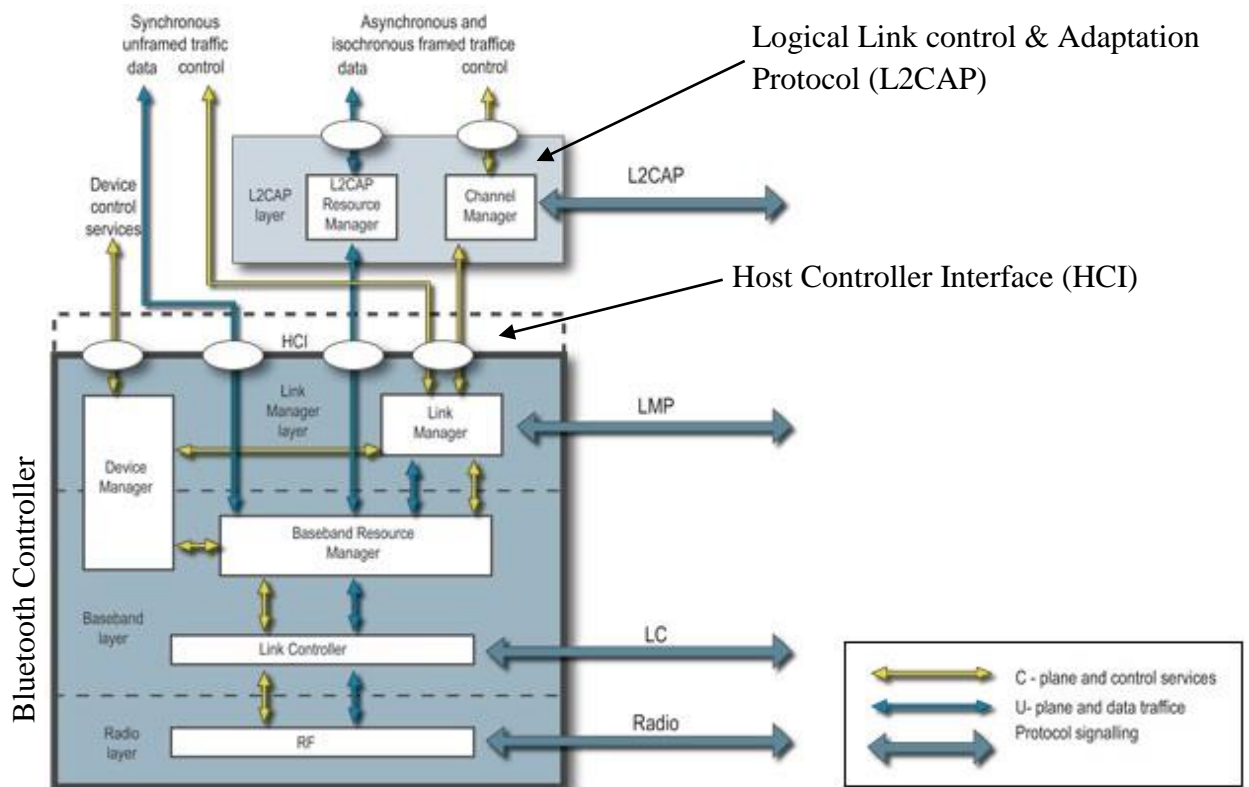 Synchronous
unframed traffic
data control
Asynchronous and
isochronous framed traffice
data control
Logical Link control & Adaptation
Protocol (L2CAP)
Device
control
services
L2CAP
layer
L2CAP
Resource
Manager
Channel
Manager
L2CAP
Host Controller Interface (HCI)
HCI
Bluetooth Controller
Link
Manager
layer
Link
Manager
LMP
Device
Manager
Baseband Resource
Manager
Baseband
layer
Link Controller
LC
Radio
layer
RF
Radio
C - plane and control services
U- plane and data traffice
Protocol signalling